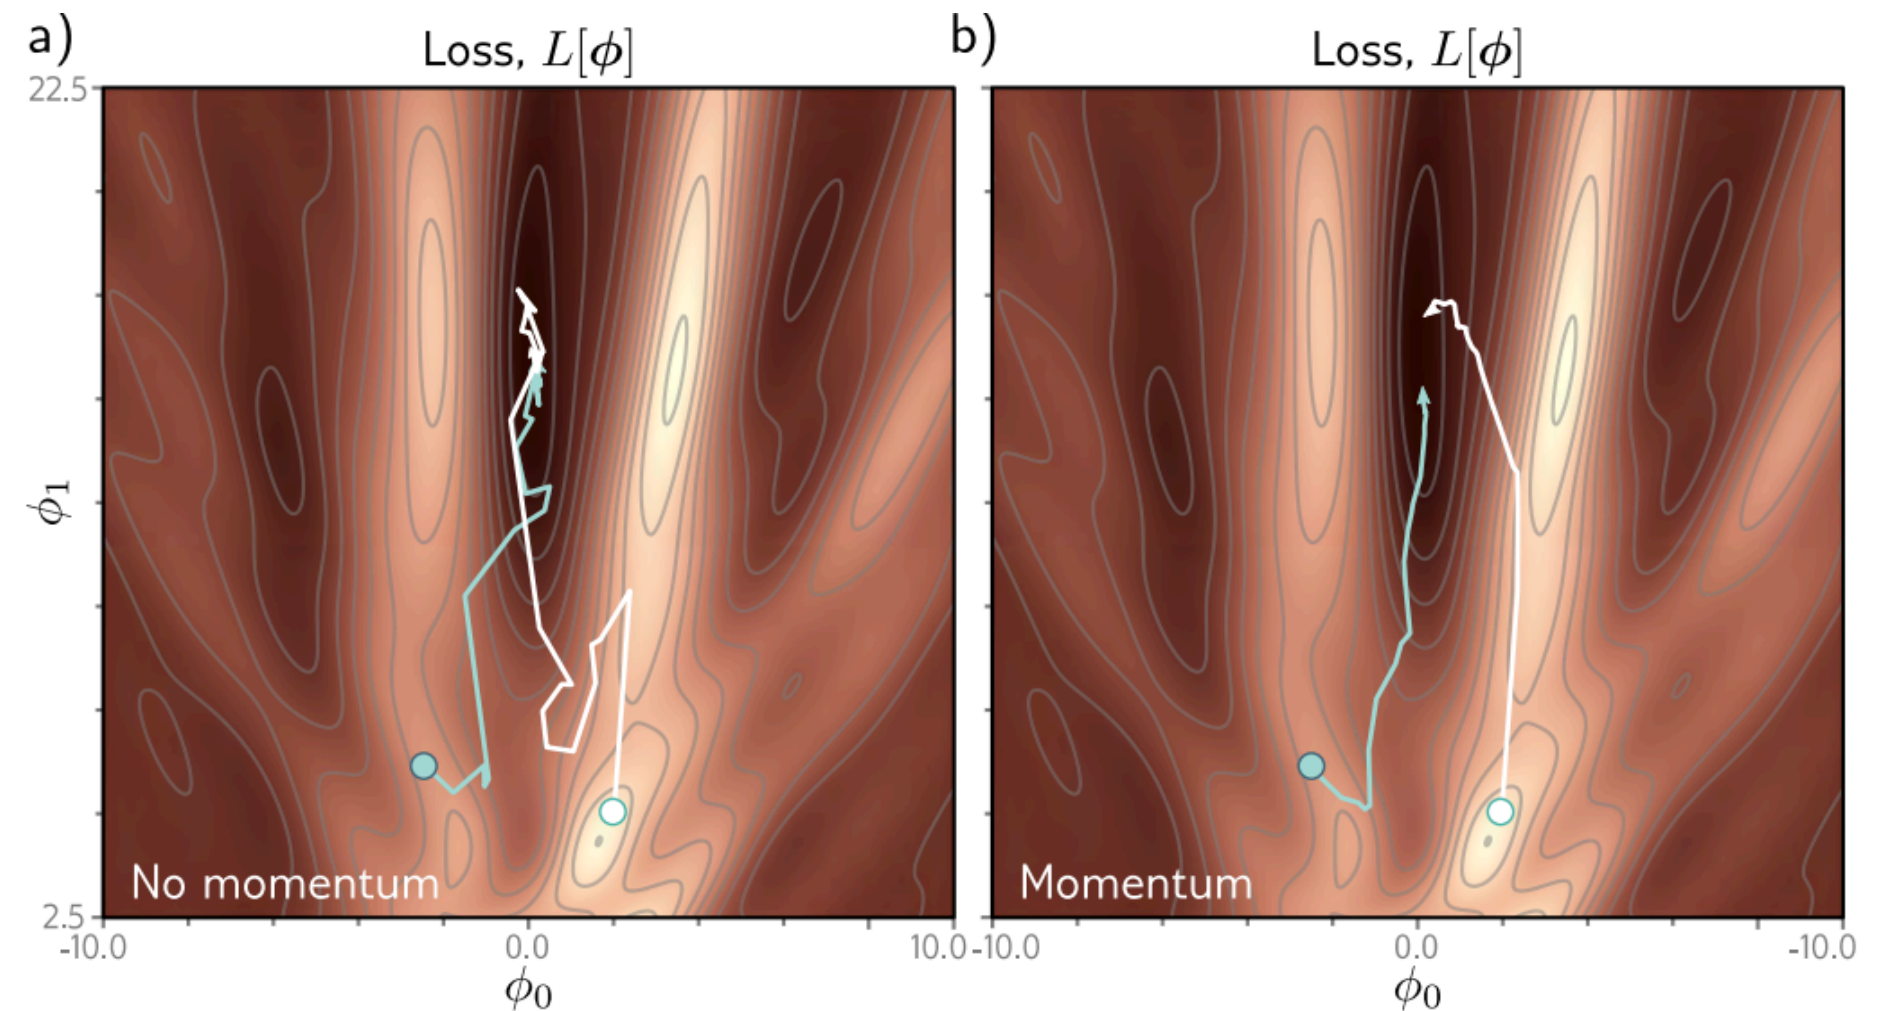 a)
Loss, L[ϕ]
22.5
ϕ₁
2.5
No momentum
-10.0 0.0 10.0
ϕ₀
b)
Loss, L[ϕ]
Momentum
-10.0 0.0 -10.0
ϕ₀